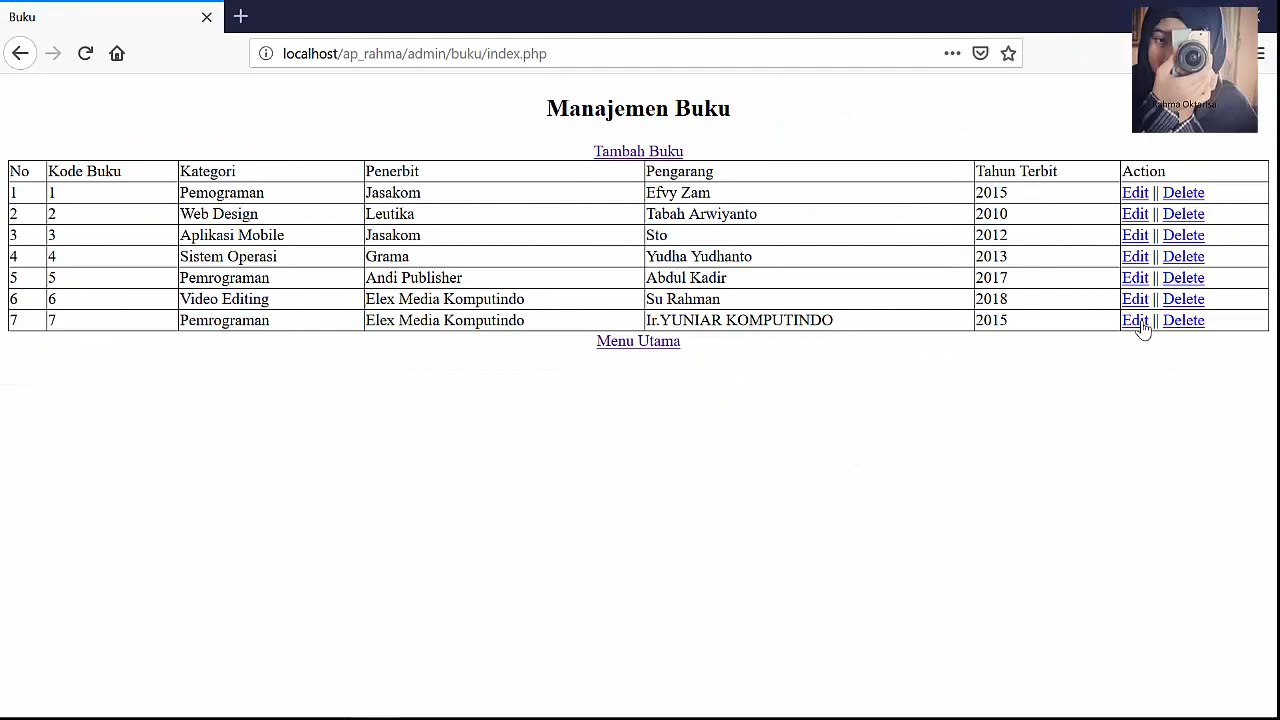 Buku
localhost/ap_rahma/admin/buku/index.php
Rahma Oktarisa
Manajemen Buku
Tambah Buku
No Kode Buku Kategori Penerbit Pengarang Tahun Terbit Action
1 1 Pemograman Jasakom Efvy Zam 2015 Edit || Delete
2 2 Web Design Leutika Tabah Arwiyanto 2010 Edit || Delete
3 3 Aplikasi Mobile Jasakom Sto 2012 Edit || Delete
4 4 Sistem Operasi Grama Yudha Yudhanto 2013 Edit || Delete
5 5 Pemrograman Andi Publisher Abdul Kadir 2017 Edit || Delete
6 6 Video Editing Elex Media Komputindo Su Rahman 2018 Edit || Delete
7 7 Pemrograman Elex Media Komputindo Ir.YUNIAR KOMPUTINDO 2015 Edit || Delete
Menu Utama